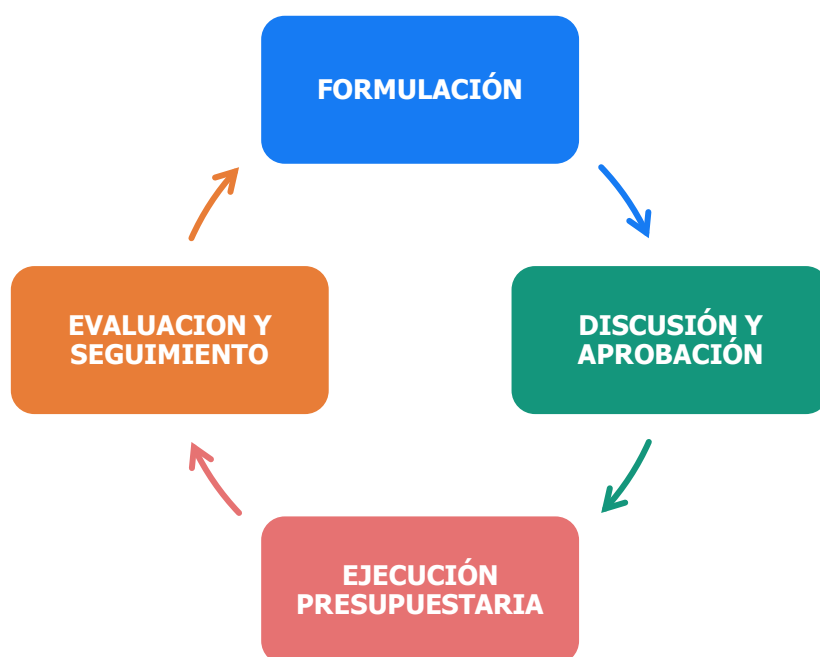 FORMULACIÓN
DISCUSIÓN Y
APROBACIÓN
EJECUCIÓN
PRESUPUESTARIA
EVALUACION Y
SEGUIMIENTO